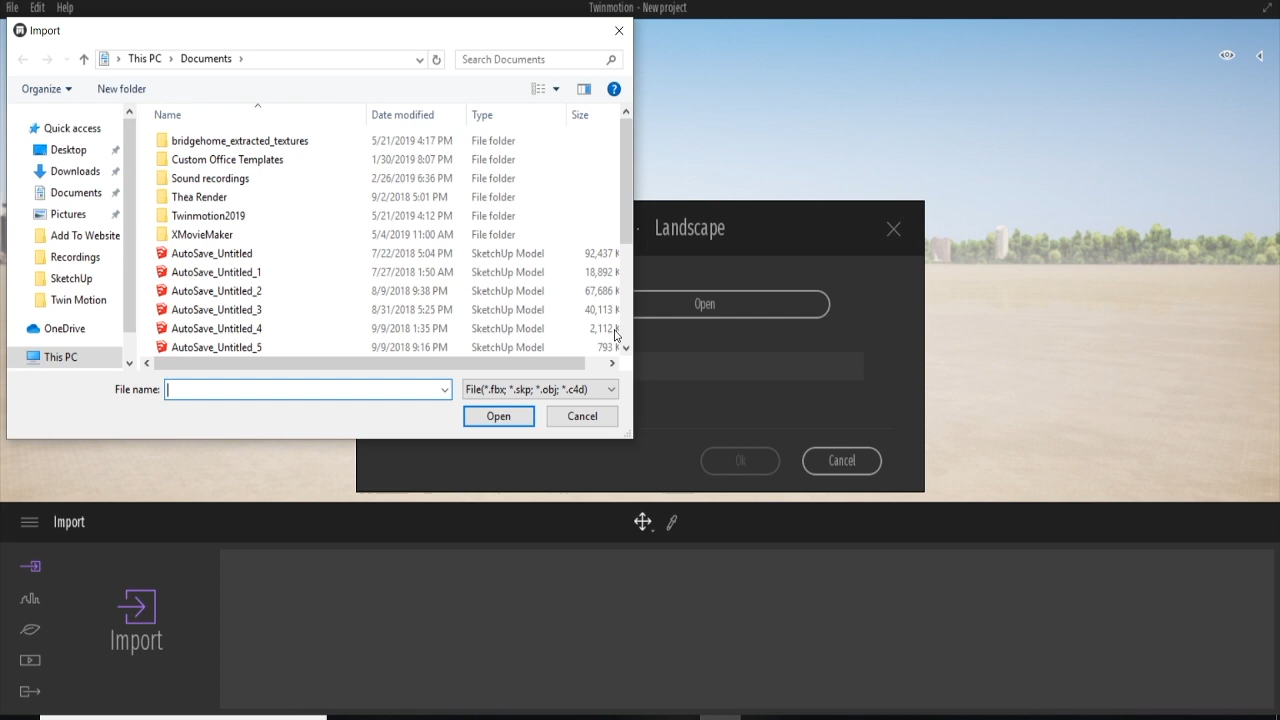 File Edit Help Twinmotion - New project
Import
This PC Documents Search Documents
Organize New folder
Name Date modified Type Size
bridgehome_extracted_textures 5/21/2019 4:17 PM File folder
Custom Office Templates 1/30/2019 8:07 PM File folder
Sound recordings 2/26/2019 6:36 PM File folder
Thea Render 9/2/2018 5:01 PM File folder
Twinmotion2019 5/21/2019 4:12 PM File folder
XMovieMaker 5/4/2019 11:00 AM File folder
AutoSave_Untitled 7/22/2018 5:04 PM SketchUp Model 92,437 K
AutoSave_Untitled_1 7/27/2018 1:50 AM SketchUp Model 18,892 K
AutoSave_Untitled_2 8/9/2018 9:38 PM SketchUp Model 67,686 K
AutoSave_Untitled_3 8/31/2018 5:25 PM SketchUp Model 40,113 K
AutoSave_Untitled_4 9/9/2018 1:35 PM SketchUp Model 2,112 K
AutoSave_Untitled_5 9/9/2018 9:16 PM SketchUp Model 793 K
Quick access
Desktop
Downloads
Documents
Pictures
Add To Website
Recordings
SketchUp
Twin Motion
OneDrive
This PC
File name: File(*.fbx; *.skp; *.obj; *.c4d)
Open Cancel
Landscape
Open
Ok Cancel
Import
Import